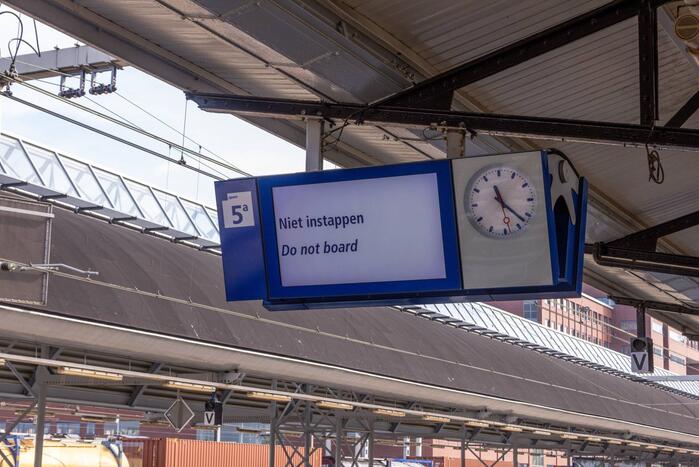 5a
Niet instappen
Do not board
V
V